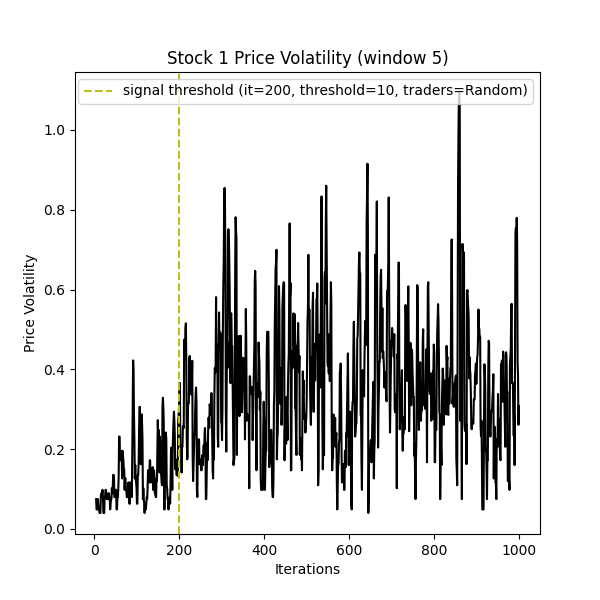 Stock 1 Price Volatility (window 5)
signal threshold (it=200, threshold=10, traders=Random)
1.0
0.8
0.6
0.4
0.2
0.0
Price Volatility
0 200 400 600 800 1000
Iterations